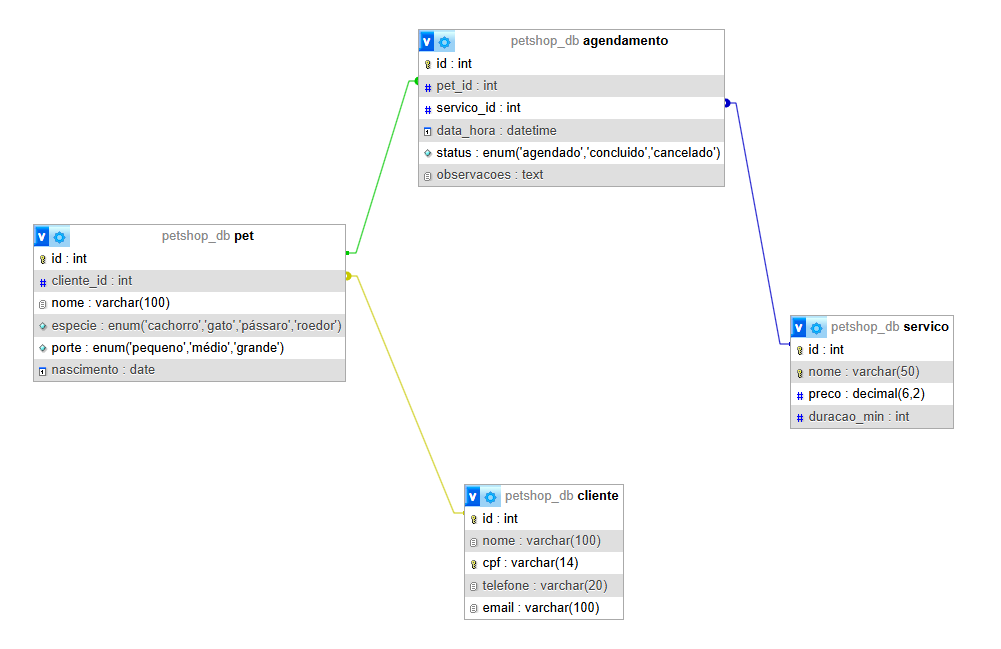 petshop_db agendamento
id : int
pet_id : int
servico_id : int
data_hora : datetime
status : enum('agendado','concluido','cancelado')
observacoes : text
petshop_db pet
id : int
cliente_id : int
nome : varchar(100)
especie : enum('cachorro','gato','pássaro','roedor')
porte : enum('pequeno','médio','grande')
nascimento : date
petshop_db servico
id : int
nome : varchar(50)
preco : decimal(6,2)
duracao_min : int
petshop_db cliente
id : int
nome : varchar(100)
cpf : varchar(14)
telefone : varchar(20)
email : varchar(100)